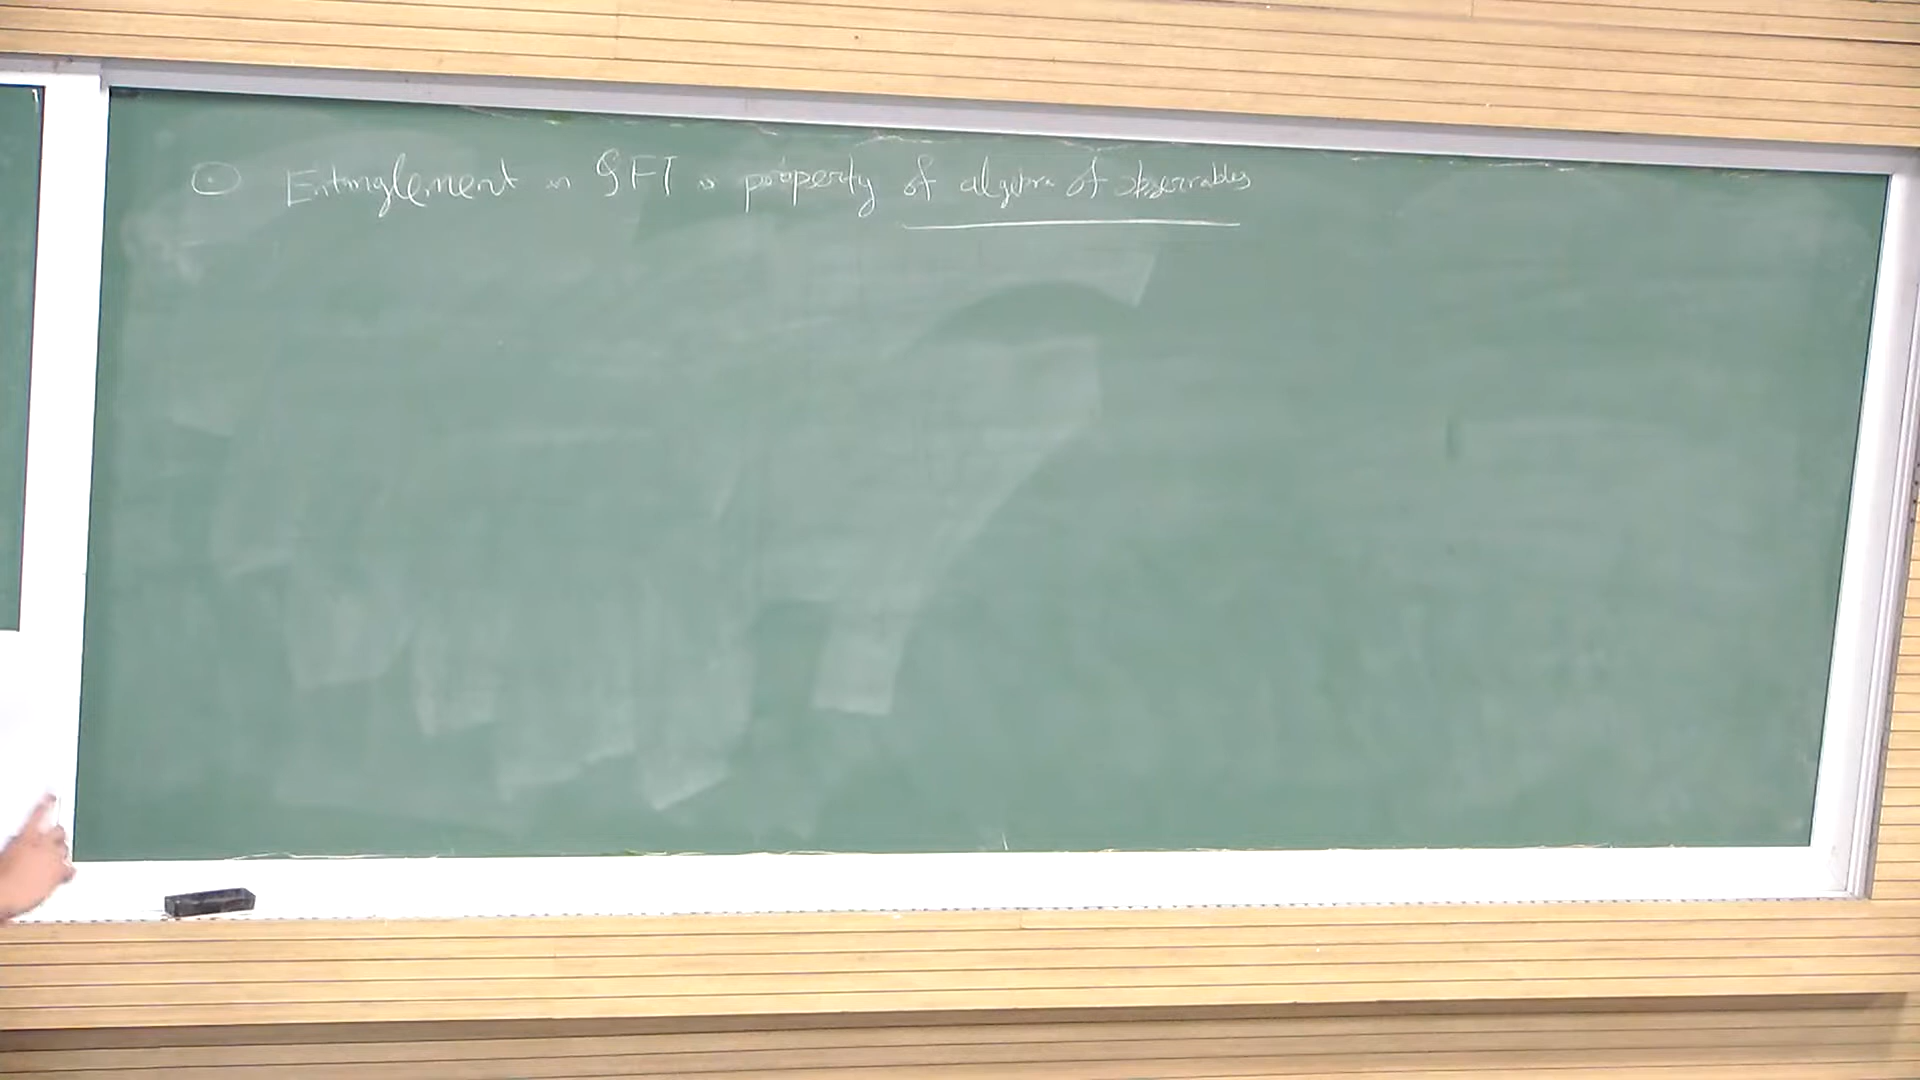 ⊙ Entanglement in QFT is property of algebra of observables